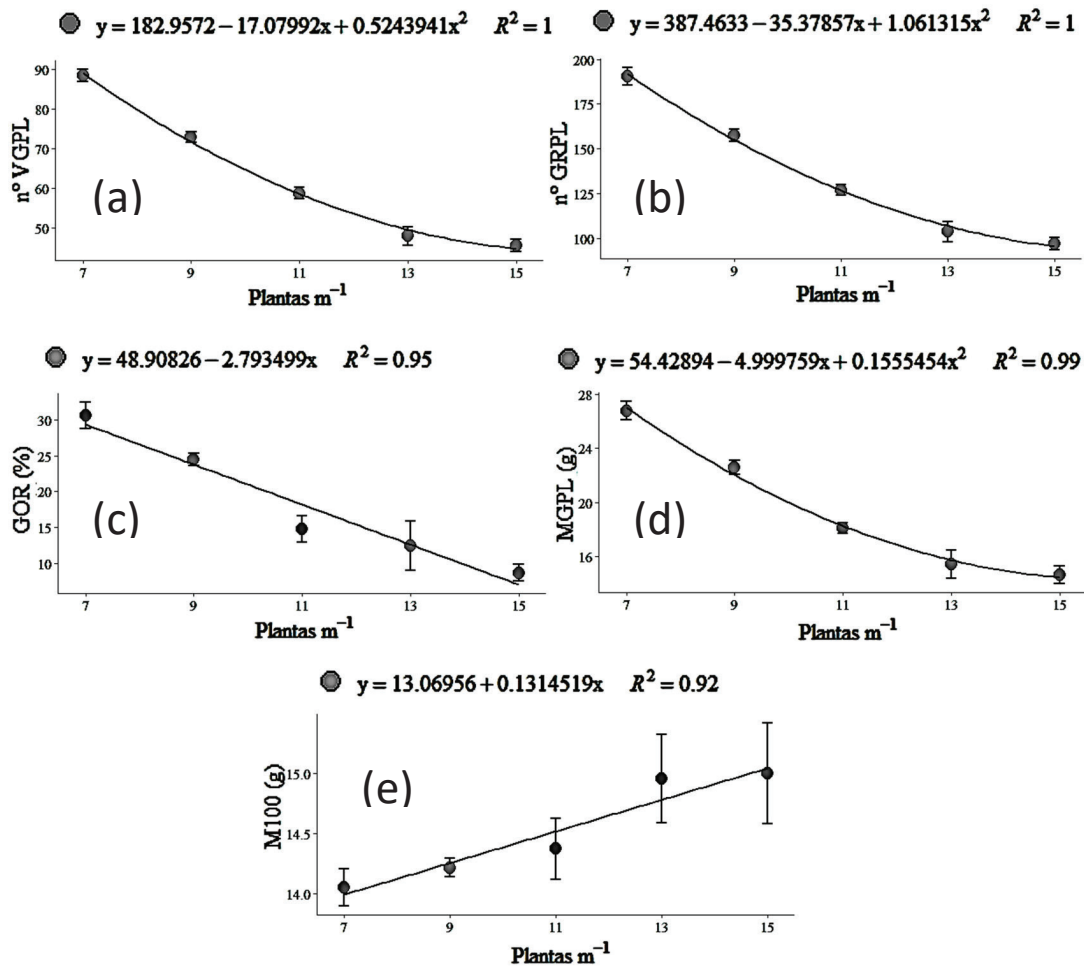 y = 182.9572 − 17.07992x + 0.5243941x² R² = 1
90
80
70
60
50
nº VGPL
(a)
7 9 11 13 15
Plantas m⁻¹
y = 387.4633 − 35.37857x + 1.061315x² R² = 1
200
175
150
125
100
nº GRPL
(b)
7 9 11 13 15
Plantas m⁻¹
y = 48.90826 − 2.793499x R² = 0.95
30
25
20
15
10
GOR (%)
(c)
7 9 11 13 15
Plantas m⁻¹
y = 54.42894 − 4.999759x + 0.1555454x² R² = 0.99
28
24
20
16
MGPL (g)
(d)
7 9 11 13 15
Plantas m⁻¹
y = 13.06956 + 0.1314519x R² = 0.92
15.0
14.5
14.0
M100 (g)
(e)
7 9 11 13 15
Plantas m⁻¹